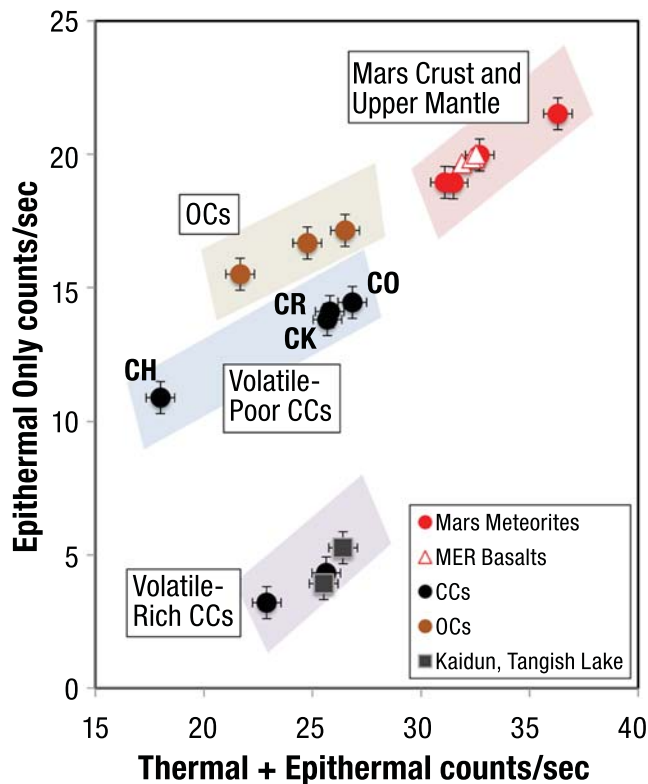 25
20
15
10
5
0
Epithermal Only counts/sec
Mars Crust and
Upper Mantle
OCs
CO
CR
CK
CH
Volatile-
Poor CCs
Volatile-
Rich CCs
Mars Meteorites
MER Basalts
CCs
OCs
Kaidun, Tangish Lake
15 20 25 30 35 40
Thermal + Epithermal counts/sec